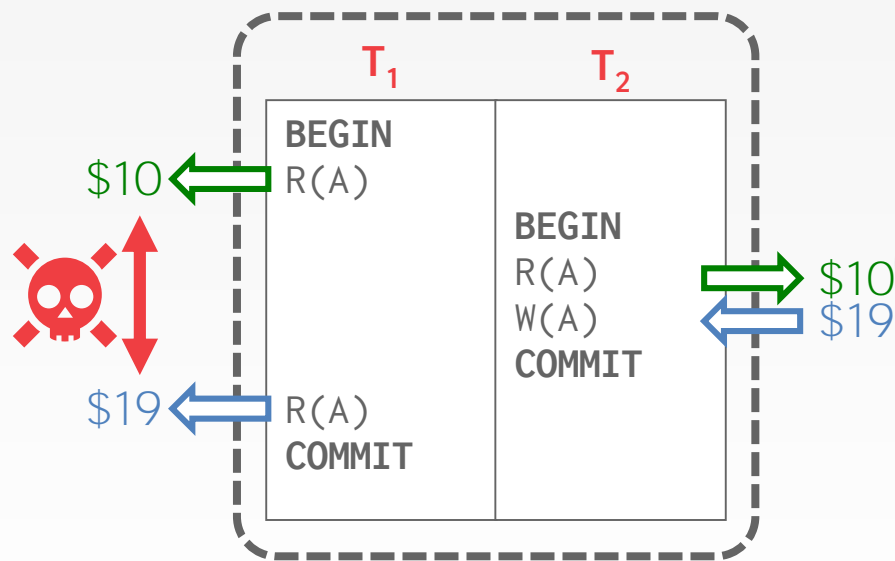 T₁ T₂
BEGIN
$10 R(A)
BEGIN
R(A) $10
W(A) $19
COMMIT
$19 R(A)
COMMIT